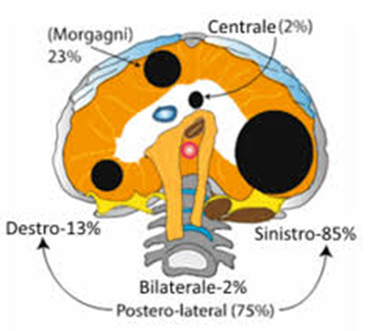 (Morgagni)
23%
Centrale (2%)
Destro-13%
Sinistro-85%
Bilaterale-2%
Postero-lateral (75%)